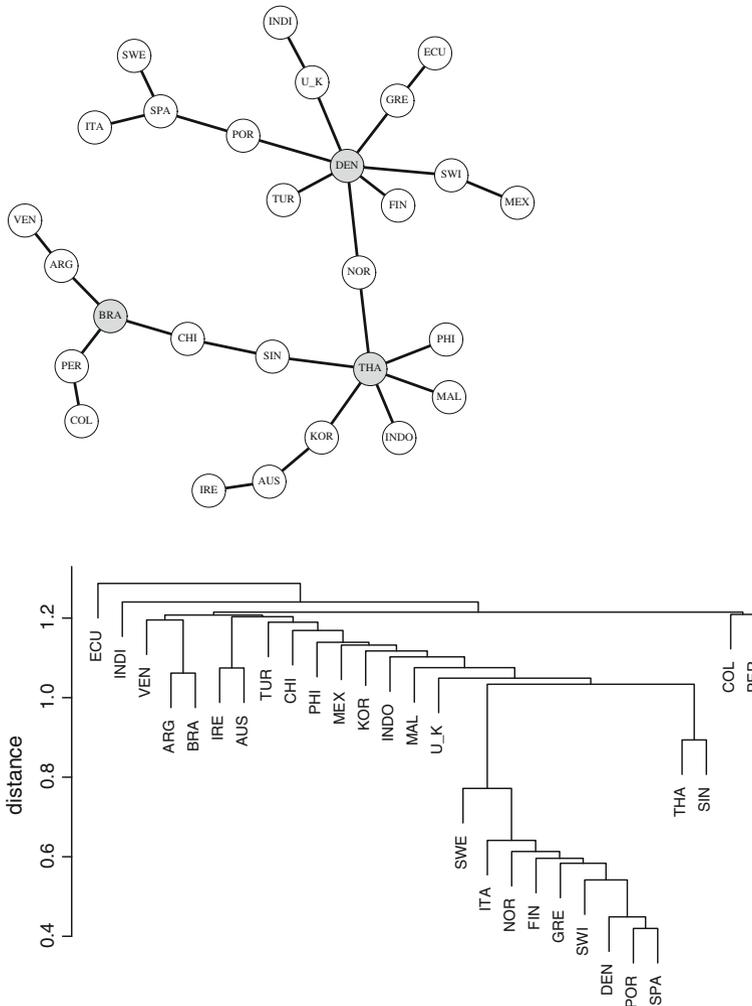 INDI
SWE
ECU
U_K
GRE
SPA
ITA
POR
DEN
SWI
TUR
FIN
MEX
VEN
ARG
NOR
BRA
CHI
PHI
SIN
PER
THA
MAL
COL
KOR
INDO
AUS
IRE
distance
1.2
1.0
0.8
0.6
0.4
ECU
INDI
VEN
ARG
BRA
IRE
AUS
TUR
CHI
PHI
MEX
KOR
INDO
MAL
U_K
SWE
ITA
NOR
FIN
GRE
SWI
DEN
POR
SPA
THA
SIN
COL
PER